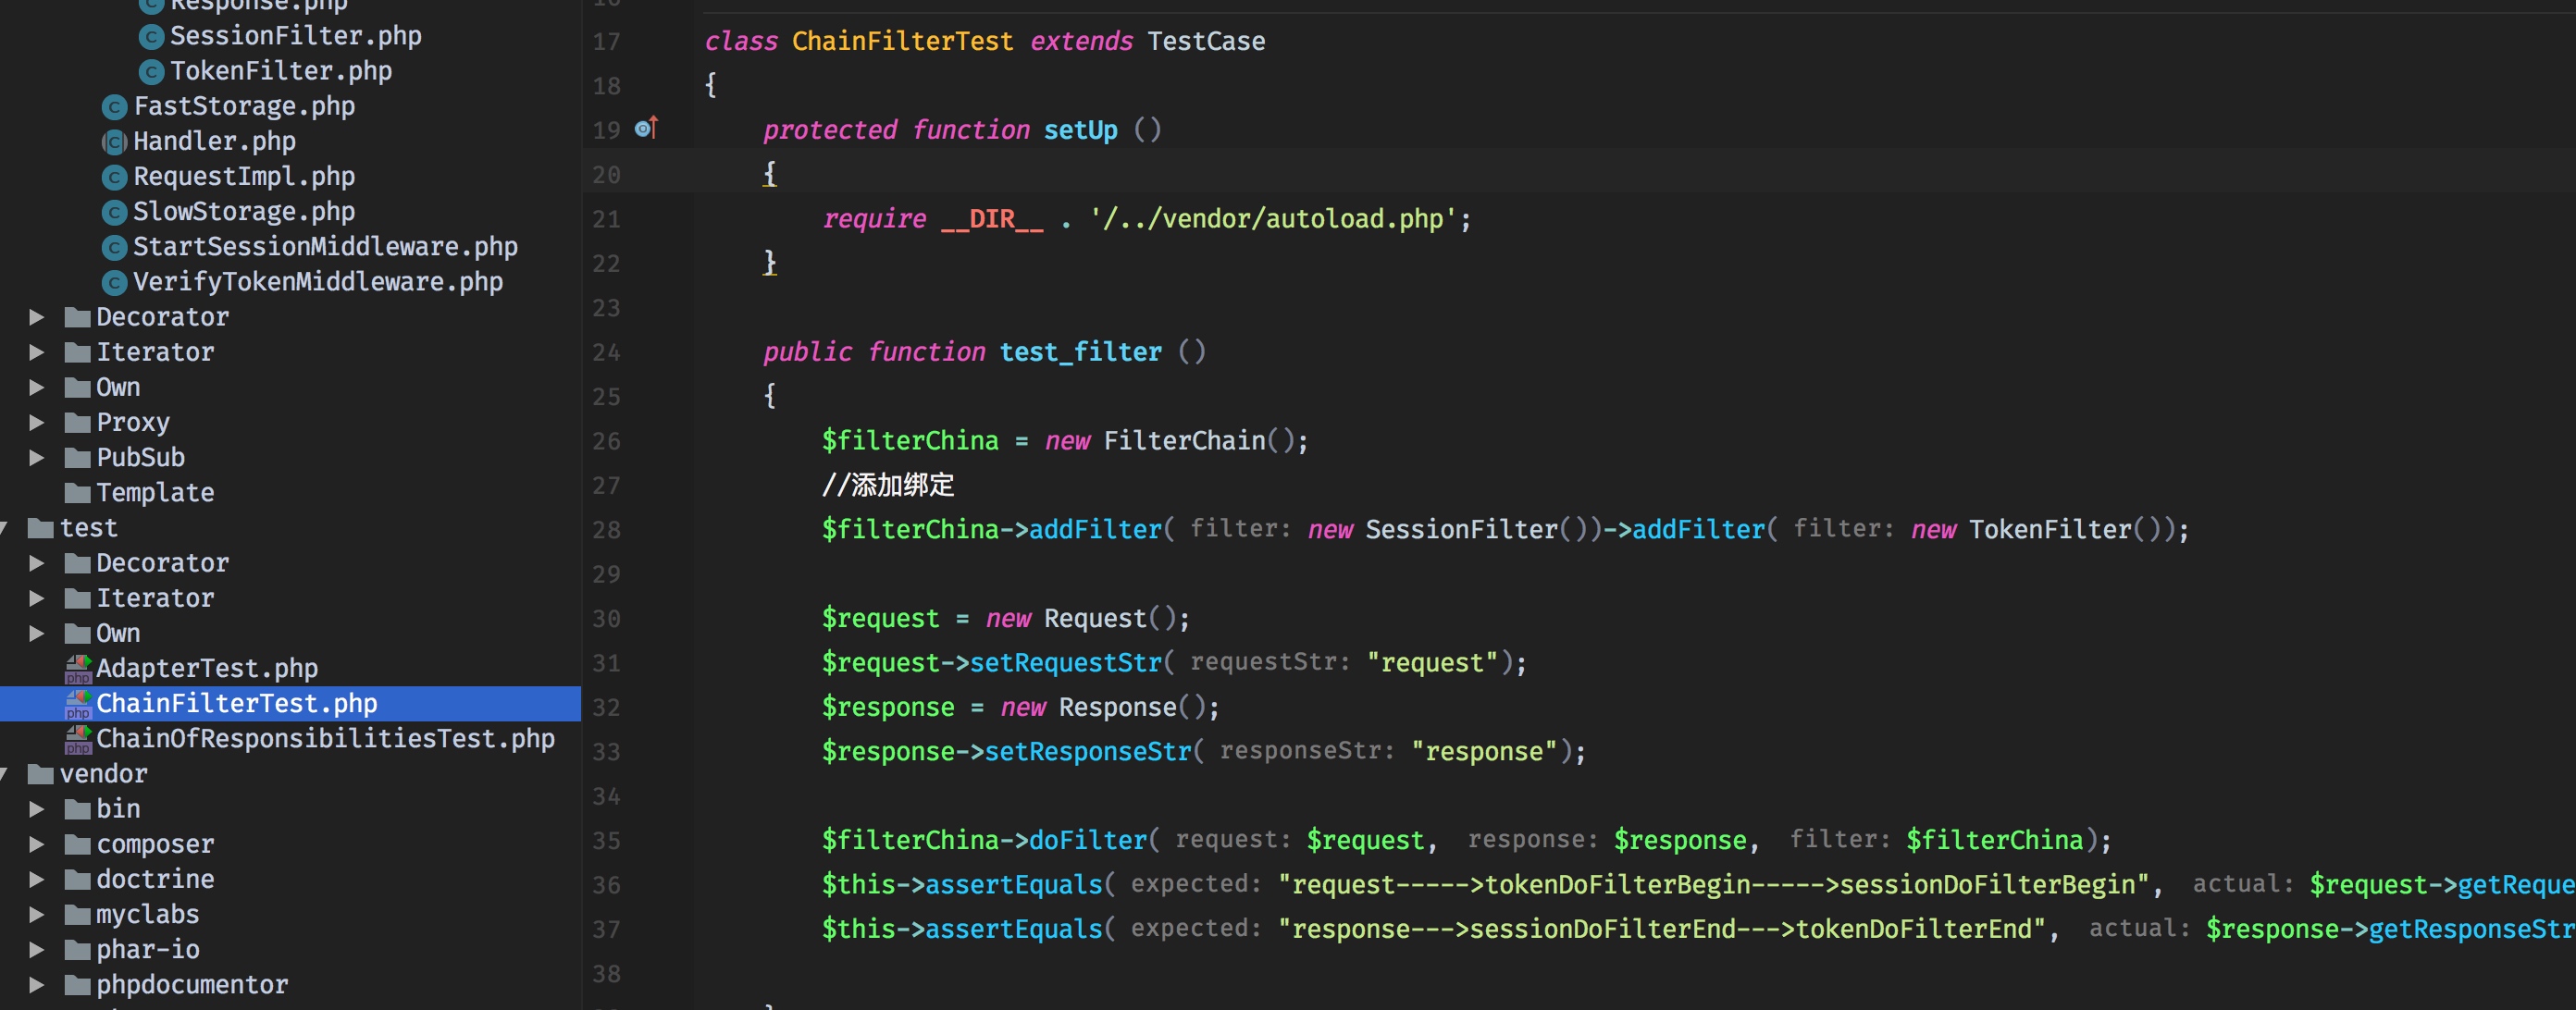 Response.php
SessionFilter.php
TokenFilter.php
FastStorage.php
Handler.php
RequestImpl.php
SlowStorage.php
StartSessionMiddleware.php
VerifyTokenMiddleware.php
Decorator
Iterator
Own
Proxy
PubSub
Template
test
Decorator
Iterator
Own
AdapterTest.php
ChainFilterTest.php
ChainOfResponsibilitiesTest.php
vendor
bin
composer
doctrine
myclabs
phar-io
phpdocumentor
16
17 class ChainFilterTest extends TestCase
18 {
19 protected function setUp ()
20 {
21 require __DIR__ . '/../vendor/autoload.php';
22 }
23
24 public function test_filter ()
25 {
26 $filterChina = new FilterChain();
27 //添加绑定
28 $filterChina->addFilter( filter: new SessionFilter())->addFilter( filter: new TokenFilter());
29
30 $request = new Request();
31 $request->setRequestStr( requestStr: "request");
32 $response = new Response();
33 $response->setResponseStr( responseStr: "response");
34
35 $filterChina->doFilter( request: $request, response: $response, filter: $filterChina);
36 $this->assertEquals( expected: "request----->tokenDoFilterBegin----->sessionDoFilterBegin", actual: $request->getReque
37 $this->assertEquals( expected: "response--->sessionDoFilterEnd--->tokenDoFilterEnd", actual: $response->getResponseStr
38
}